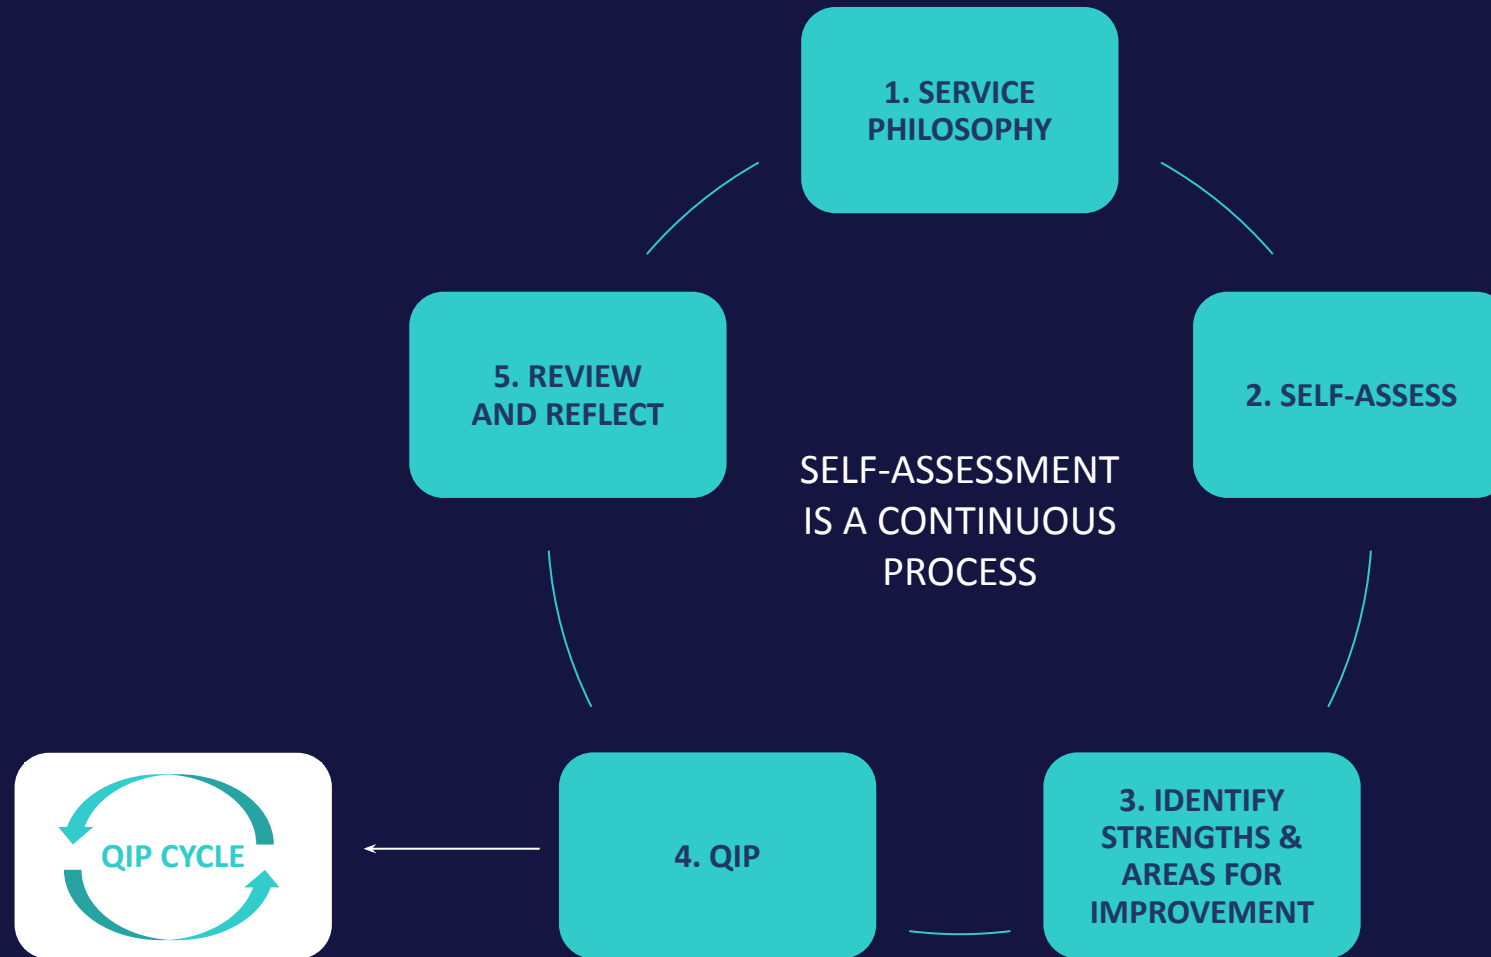 1. SERVICE
PHILOSOPHY
2. SELF-ASSESS
3. IDENTIFY
STRENGTHS &
AREAS FOR
IMPROVEMENT
4. QIP
QIP CYCLE
5. REVIEW
AND REFLECT
SELF-ASSESSMENT
IS A CONTINUOUS
PROCESS